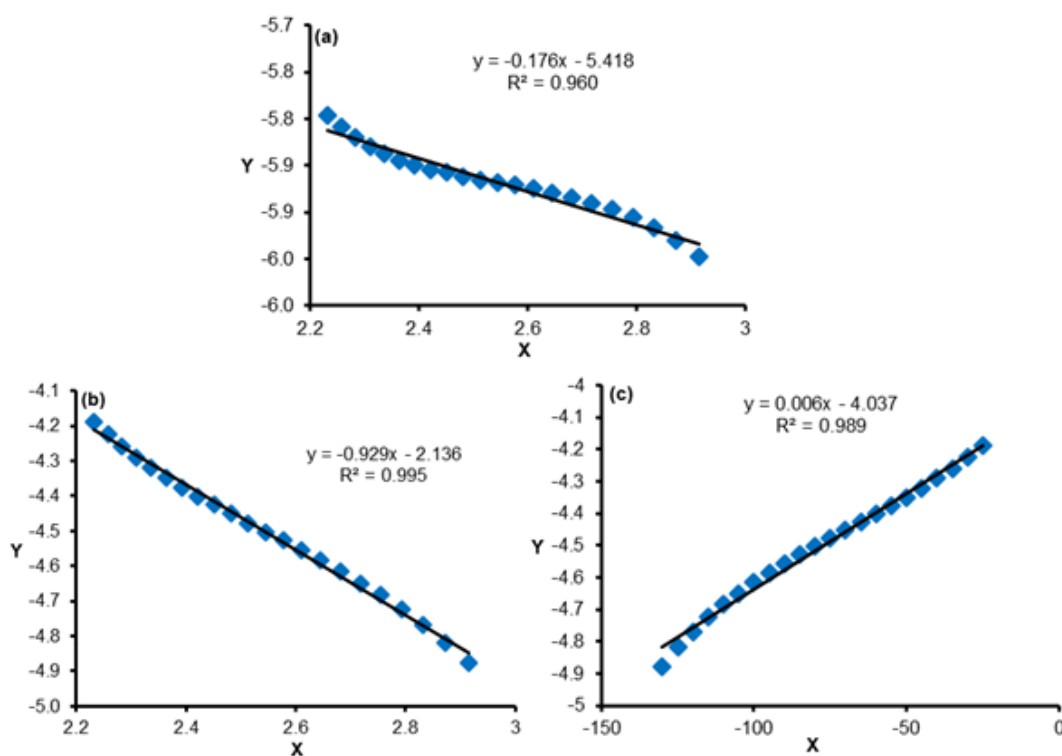 (a)
y = -0.176x - 5.418
R² = 0.960
Y
-5.7
-5.8
-5.8
-5.9
-5.9
-6.0
-6.0
2.2
2.4
2.6
2.8
3
X
(b)
y = -0.929x - 2.136
R² = 0.995
Y
-4.1
-4.2
-4.3
-4.4
-4.5
-4.6
-4.7
-4.8
-4.9
-5.0
2.2
2.4
2.6
2.8
3
X
(c)
y = 0.006x - 4.037
R² = 0.989
Y
-4
-4.1
-4.2
-4.3
-4.4
-4.5
-4.6
-4.7
-4.8
-4.9
-5
-150
-100
-50
0
X